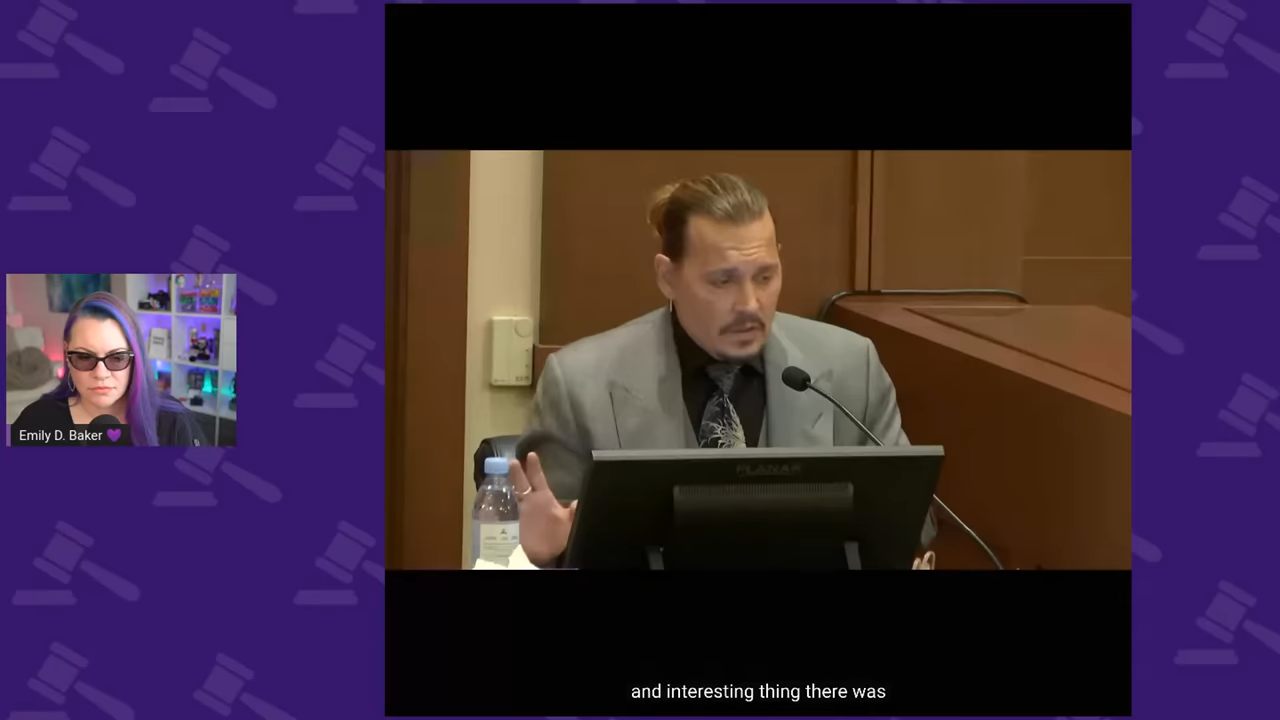 PLANAR
Emily D. Baker 💜
and interesting thing there was